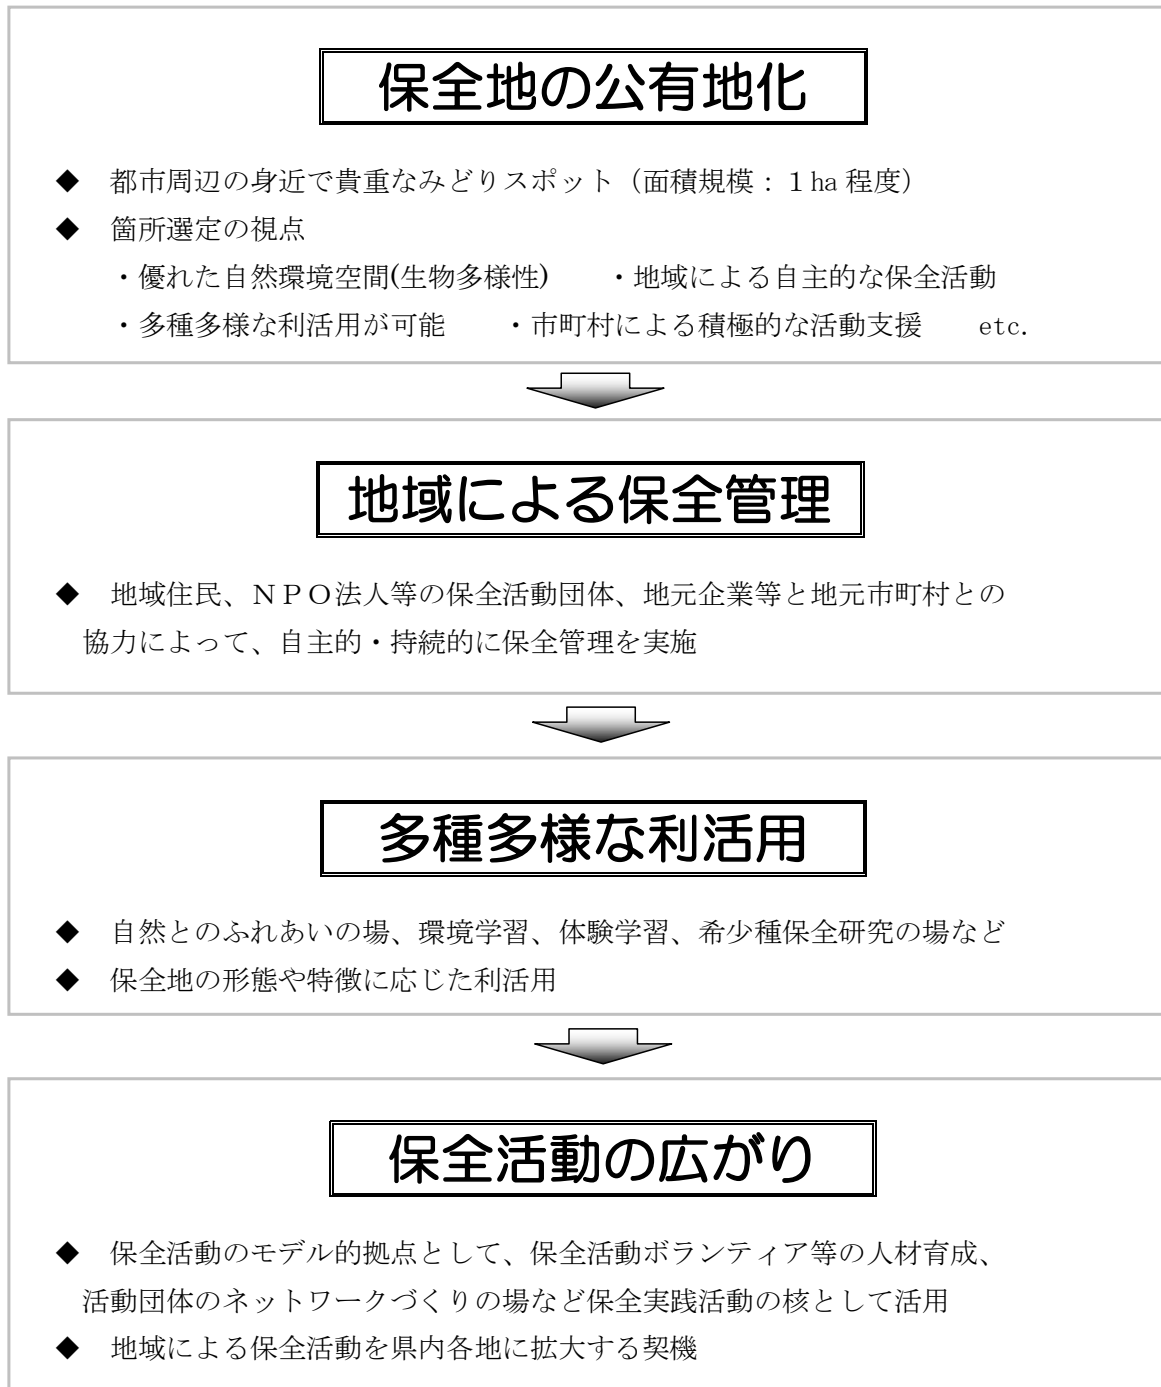 保全地の公有地化
◆　都市周辺の身近で貴重なみどりスポット（面積規模：１ha 程度）
◆　箇所選定の視点
・優れた自然環境空間(生物多様性)　　・地域による自主的な保全活動
・多種多様な利活用が可能　　・市町村による積極的な活動支援　　etc.
地域による保全管理
◆　地域住民、ＮＰＯ法人等の保全活動団体、地元企業等と地元市町村との
協力によって、自主的・持続的に保全管理を実施
多種多様な利活用
◆　自然とのふれあいの場、環境学習、体験学習、希少種保全研究の場など
◆　保全地の形態や特徴に応じた利活用
保全活動の広がり
◆　保全活動のモデル的拠点として、保全活動ボランティア等の人材育成、
活動団体のネットワークづくりの場など保全実践活動の核として活用
◆　地域による保全活動を県内各地に拡大する契機